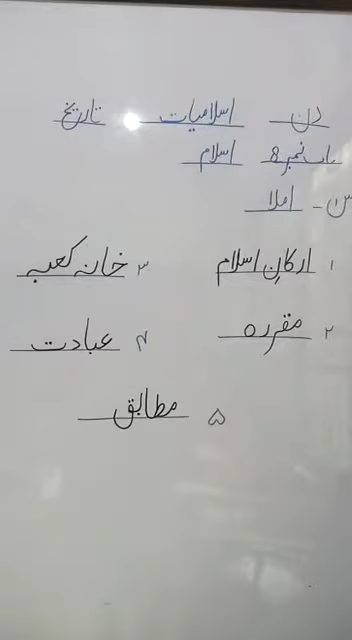 دن اسلامیات تاریخ
باب نمبر 8 اسلام
س۱۔ املا
۱ ارکانِ اسلام ۳ خانہ کعبہ
۲ مقررہ ۴ عبادت
۵ مطابق